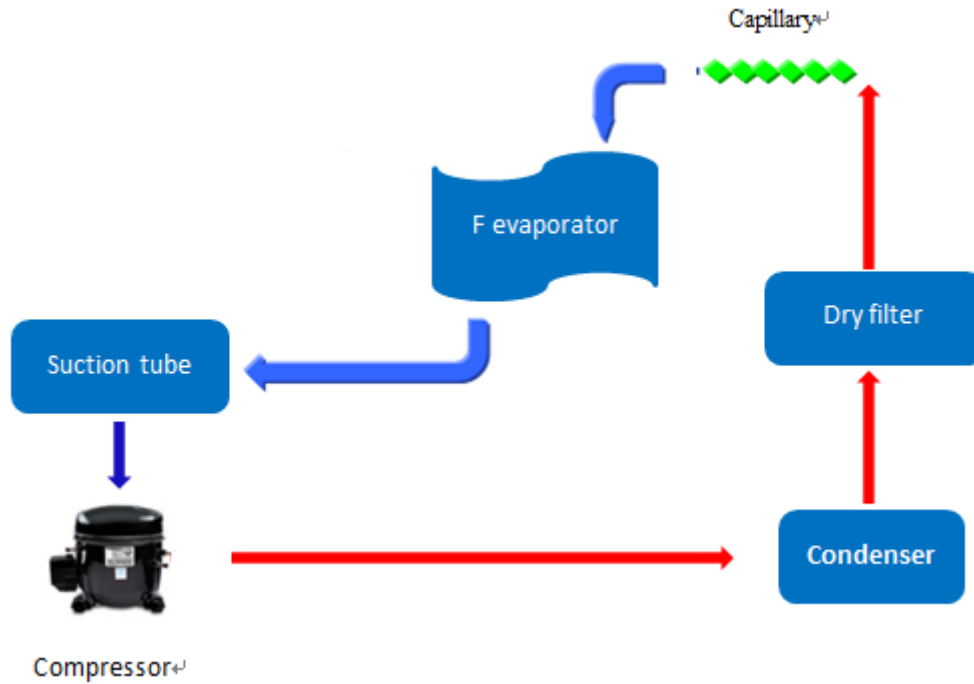 Capillary↵
F evaporator
Dry filter
Suction tube
Condenser
Compressor↵